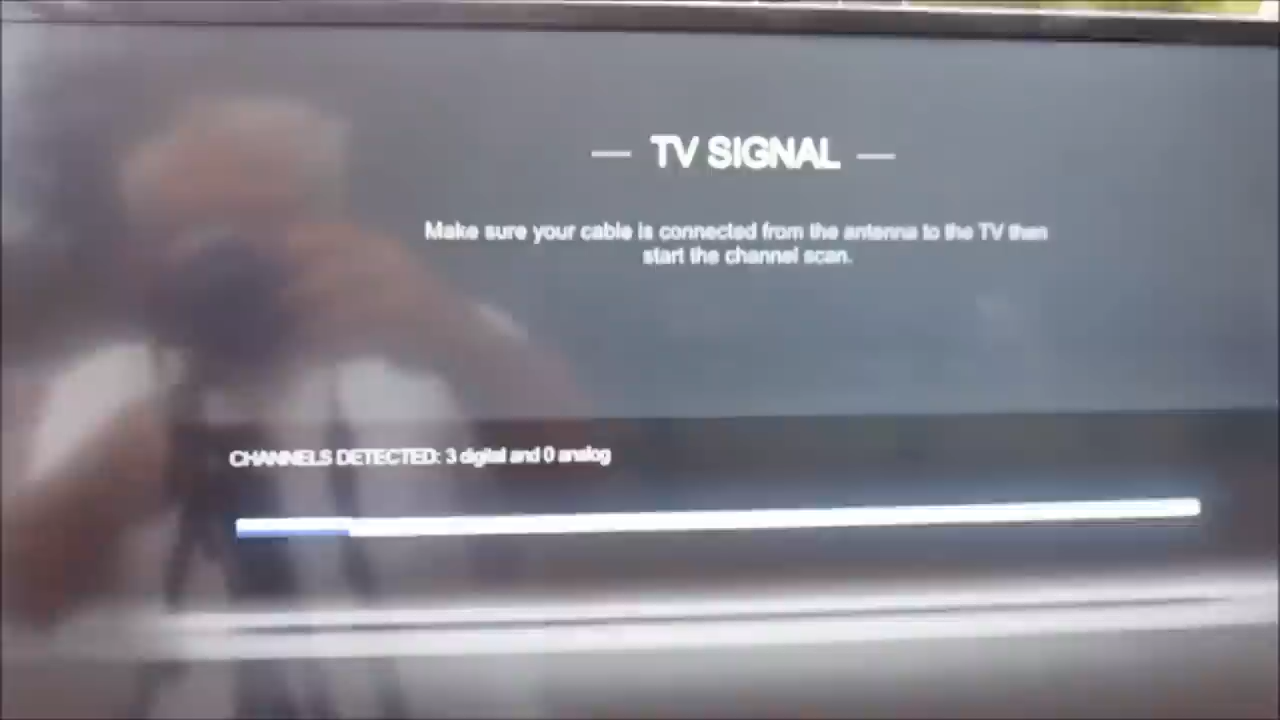 TV SIGNAL
Make sure your cable is connected from the antenna to the TV then
start the channel scan.
CHANNELS DETECTED: 3 digital and 0 analog